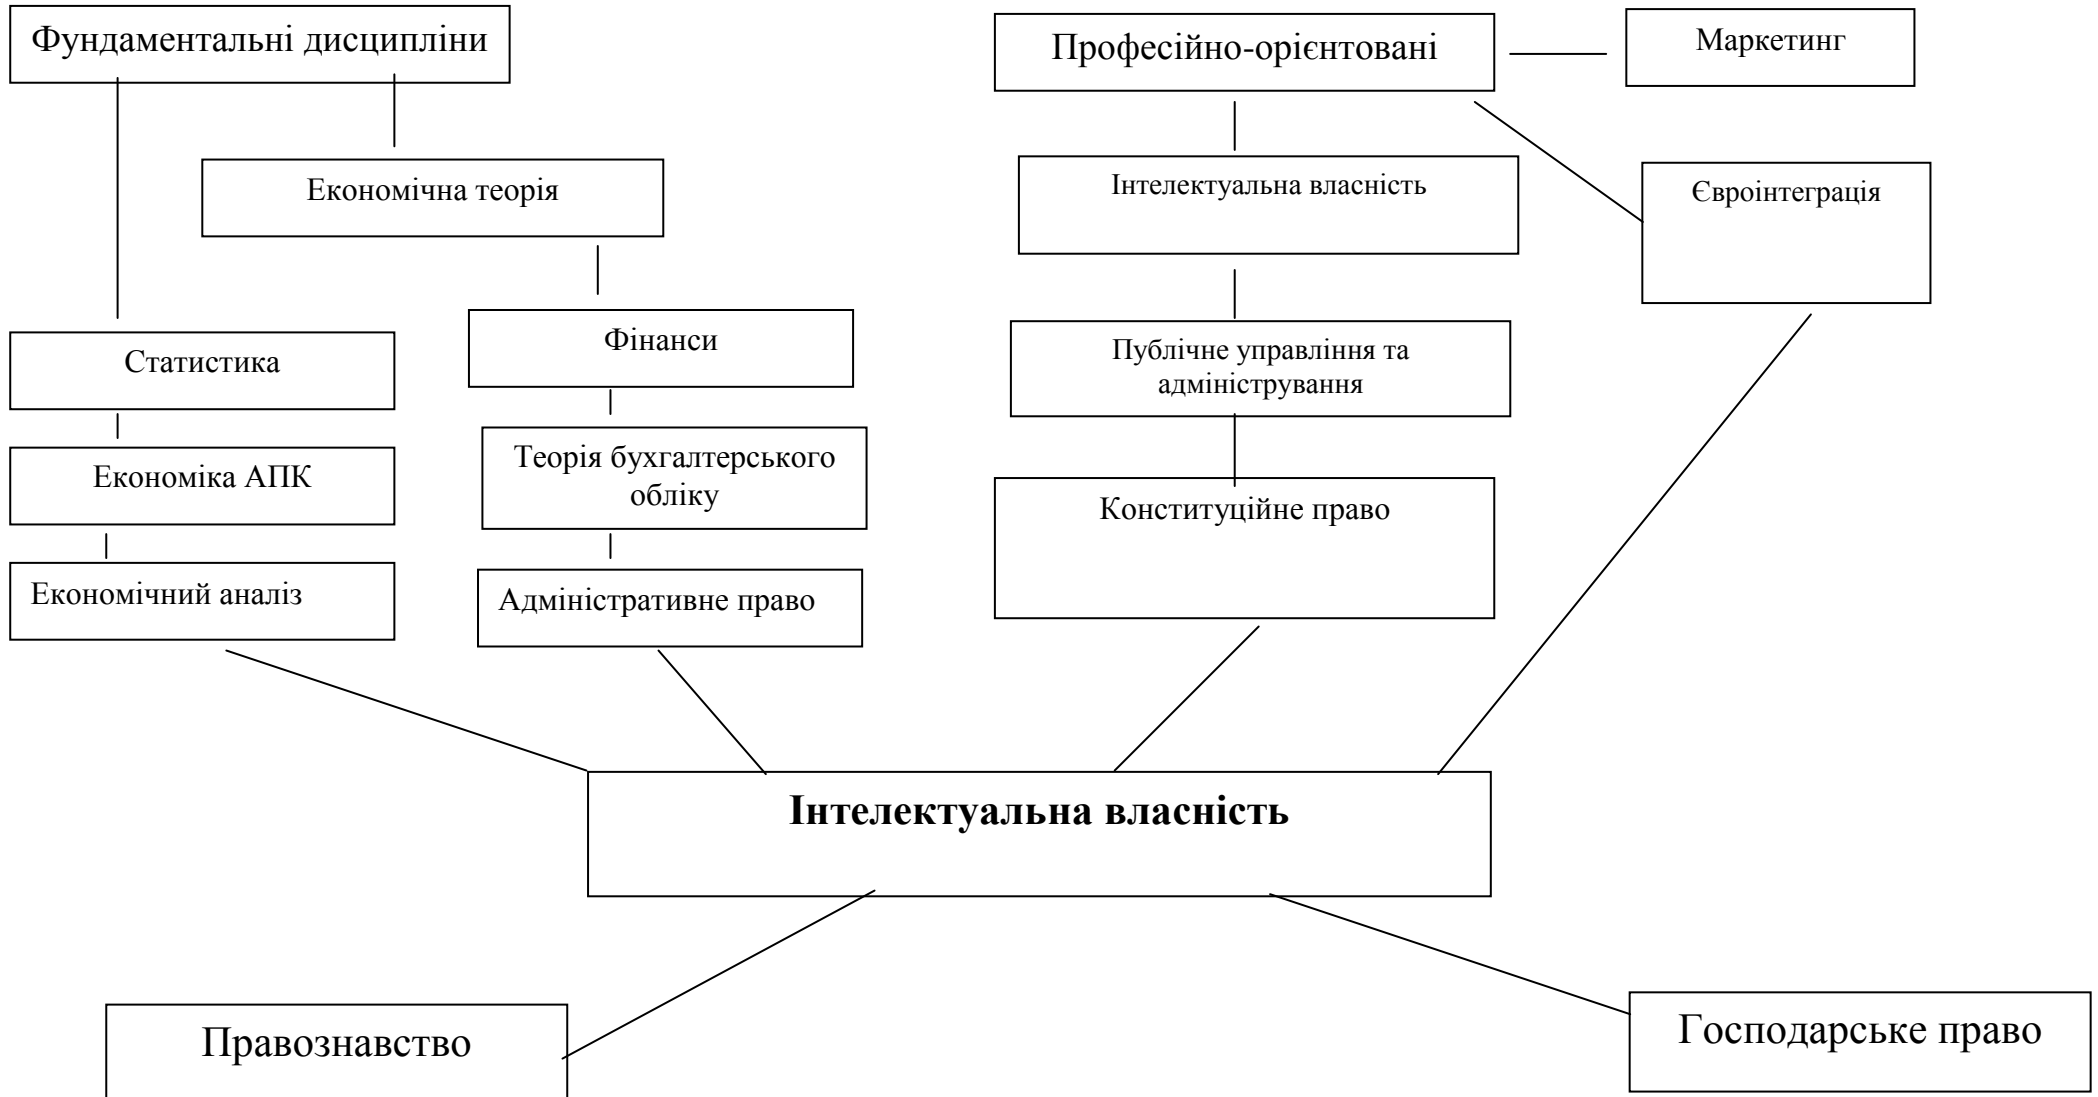 Фундаментальні дисципліни
Професійно-орієнтовані
Маркетинг
Економічна теорія
Інтелектуальна власність
Євроінтеграція
Статистика
Фінанси
Публічне управління та
адміністрування
Економіка АПК
Теорія бухгалтерського
обліку
Конституційне право
Економічний аналіз
Адміністративне право
Інтелектуальна власність
Правознавство
Господарське право